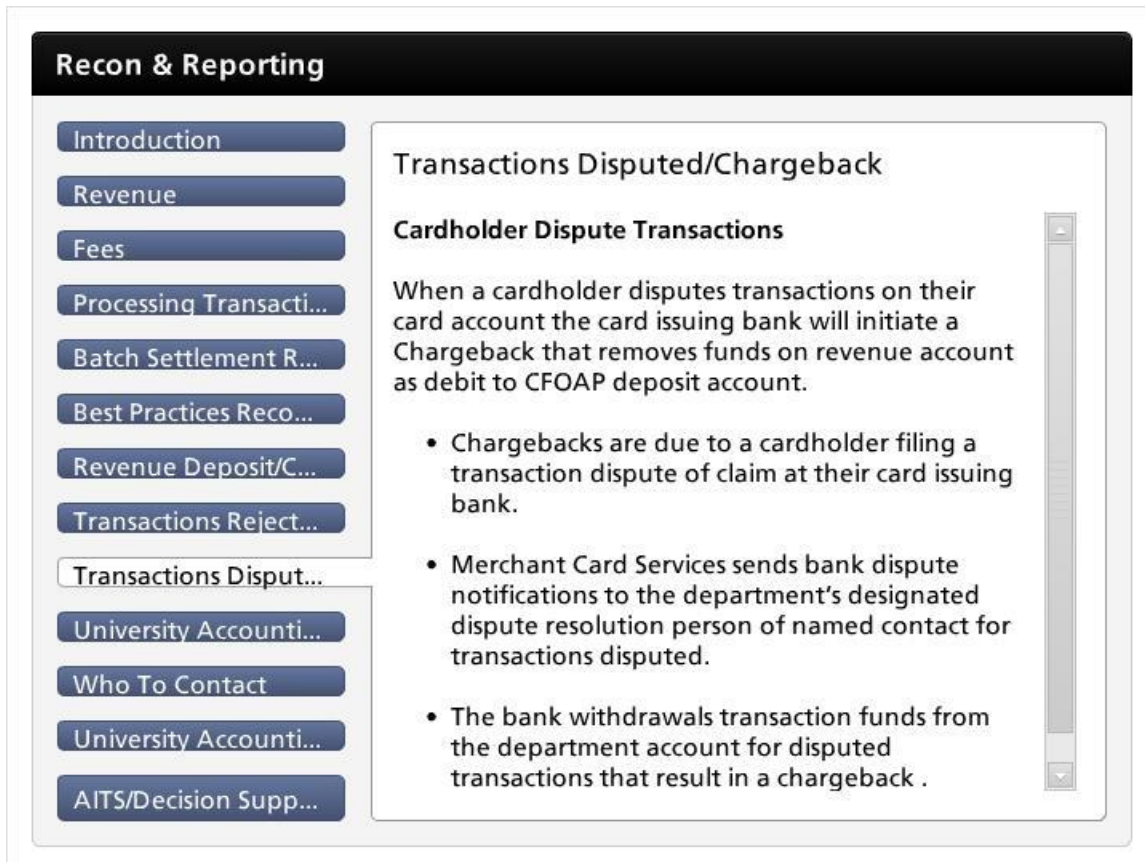 Recon & Reporting
Introduction
Revenue
Fees
Processing Transacti...
Batch Settlement R...
Best Practices Reco...
Revenue Deposit/C...
Transactions Reject...
Transactions Disput...
University Accounti...
Who To Contact
University Accounti...
AITS/Decision Supp...
Transactions Disputed/Chargeback
Cardholder Dispute Transactions
When a cardholder disputes transactions on their
card account the card issuing bank will initiate a
Chargeback that removes funds on revenue account
as debit to CFOAP deposit account.
• Chargebacks are due to a cardholder filing a
transaction dispute of claim at their card issuing
bank.
• Merchant Card Services sends bank dispute
notifications to the department's designated
dispute resolution person of named contact for
transactions disputed.
• The bank withdrawals transaction funds from
the department account for disputed
transactions that result in a chargeback .